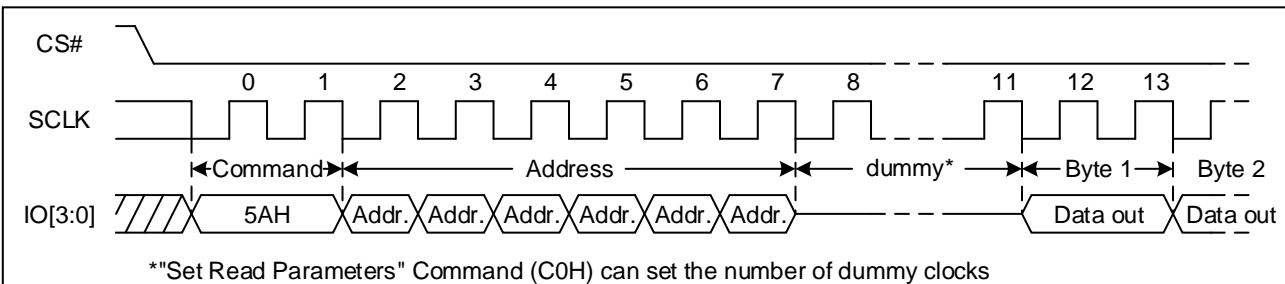 CS#
0 1 2 3 4 5 6 7 8 11 12 13
SCLK
Command Address dummy* Byte 1 Byte 2
IO[3:0] 5AH Addr. Addr. Addr. Addr. Addr. Addr. Data out Data out
*"Set Read Parameters" Command (C0H) can set the number of dummy clocks